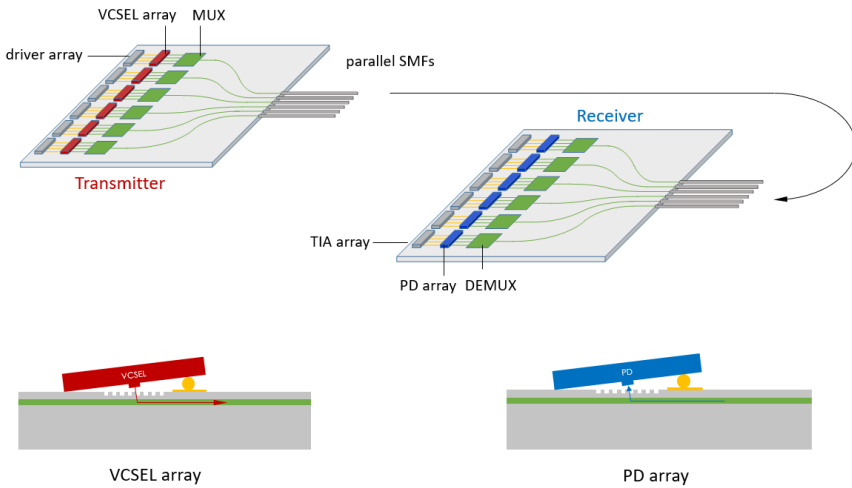 VCSEL array
MUX
driver array
parallel SMFs
Transmitter
Receiver
TIA array
PD array
DEMUX
VCSEL
PD
VCSEL array
PD array